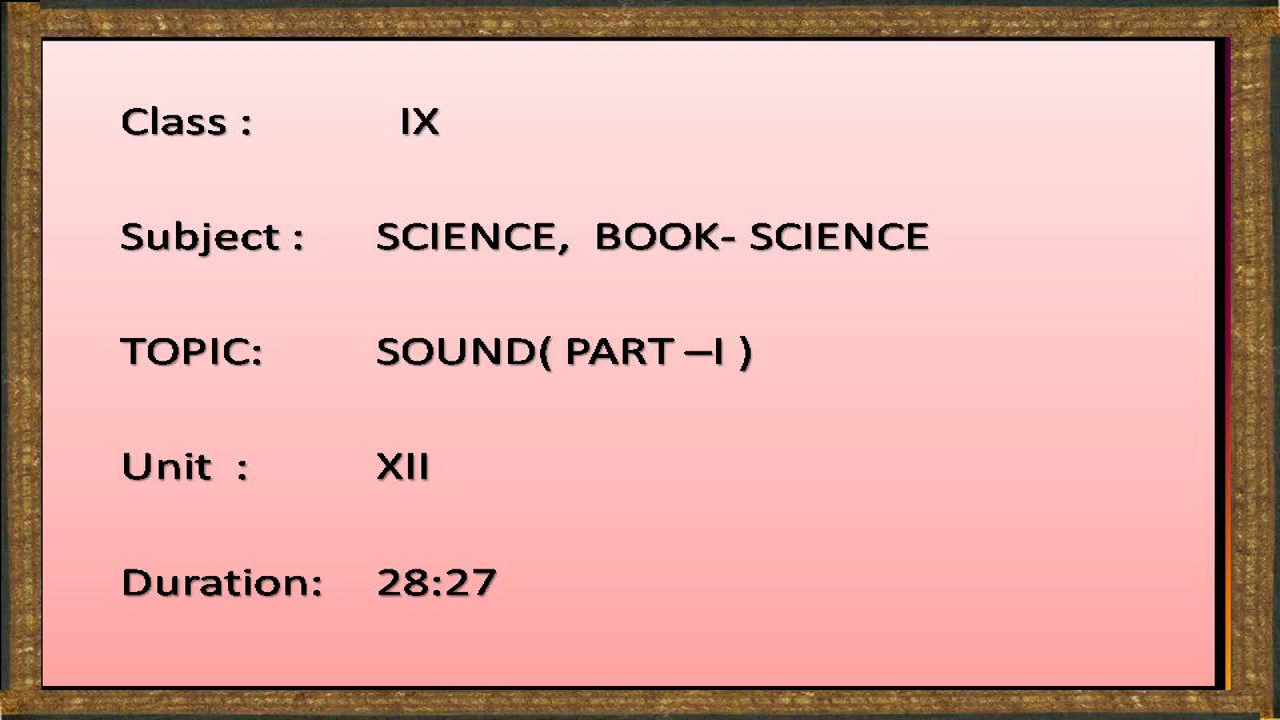 Class : IX
Subject : SCIENCE, BOOK- SCIENCE
TOPIC: SOUND( PART –I )
Unit : XII
Duration: 28:27